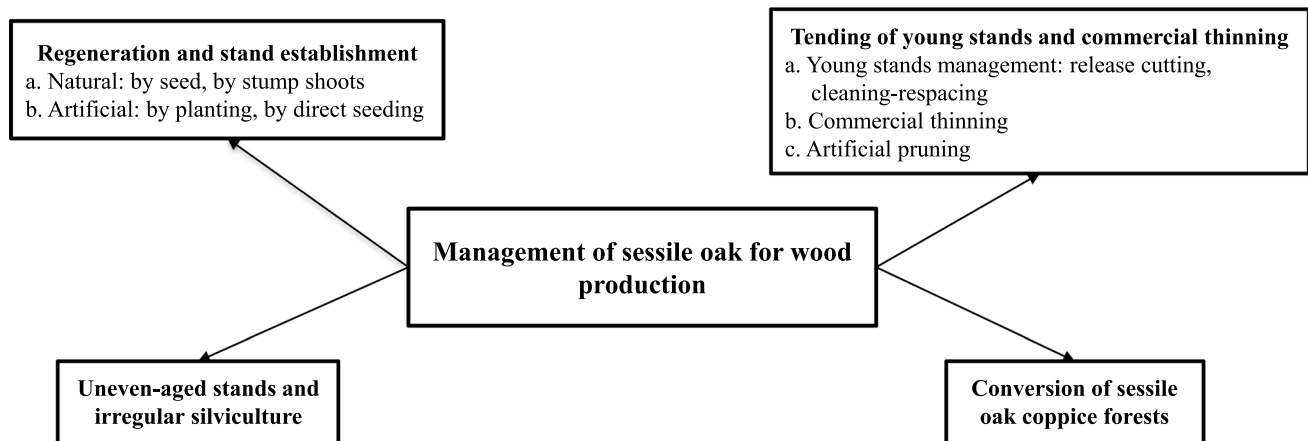 Regeneration and stand establishment
a. Natural: by seed, by stump shoots
b. Artificial: by planting, by direct seeding
Tending of young stands and commercial thinning
a. Young stands management: release cutting,
cleaning-respacing
b. Commercial thinning
c. Artificial pruning
Management of sessile oak for wood
production
Uneven-aged stands and
irregular silviculture
Conversion of sessile
oak coppice forests